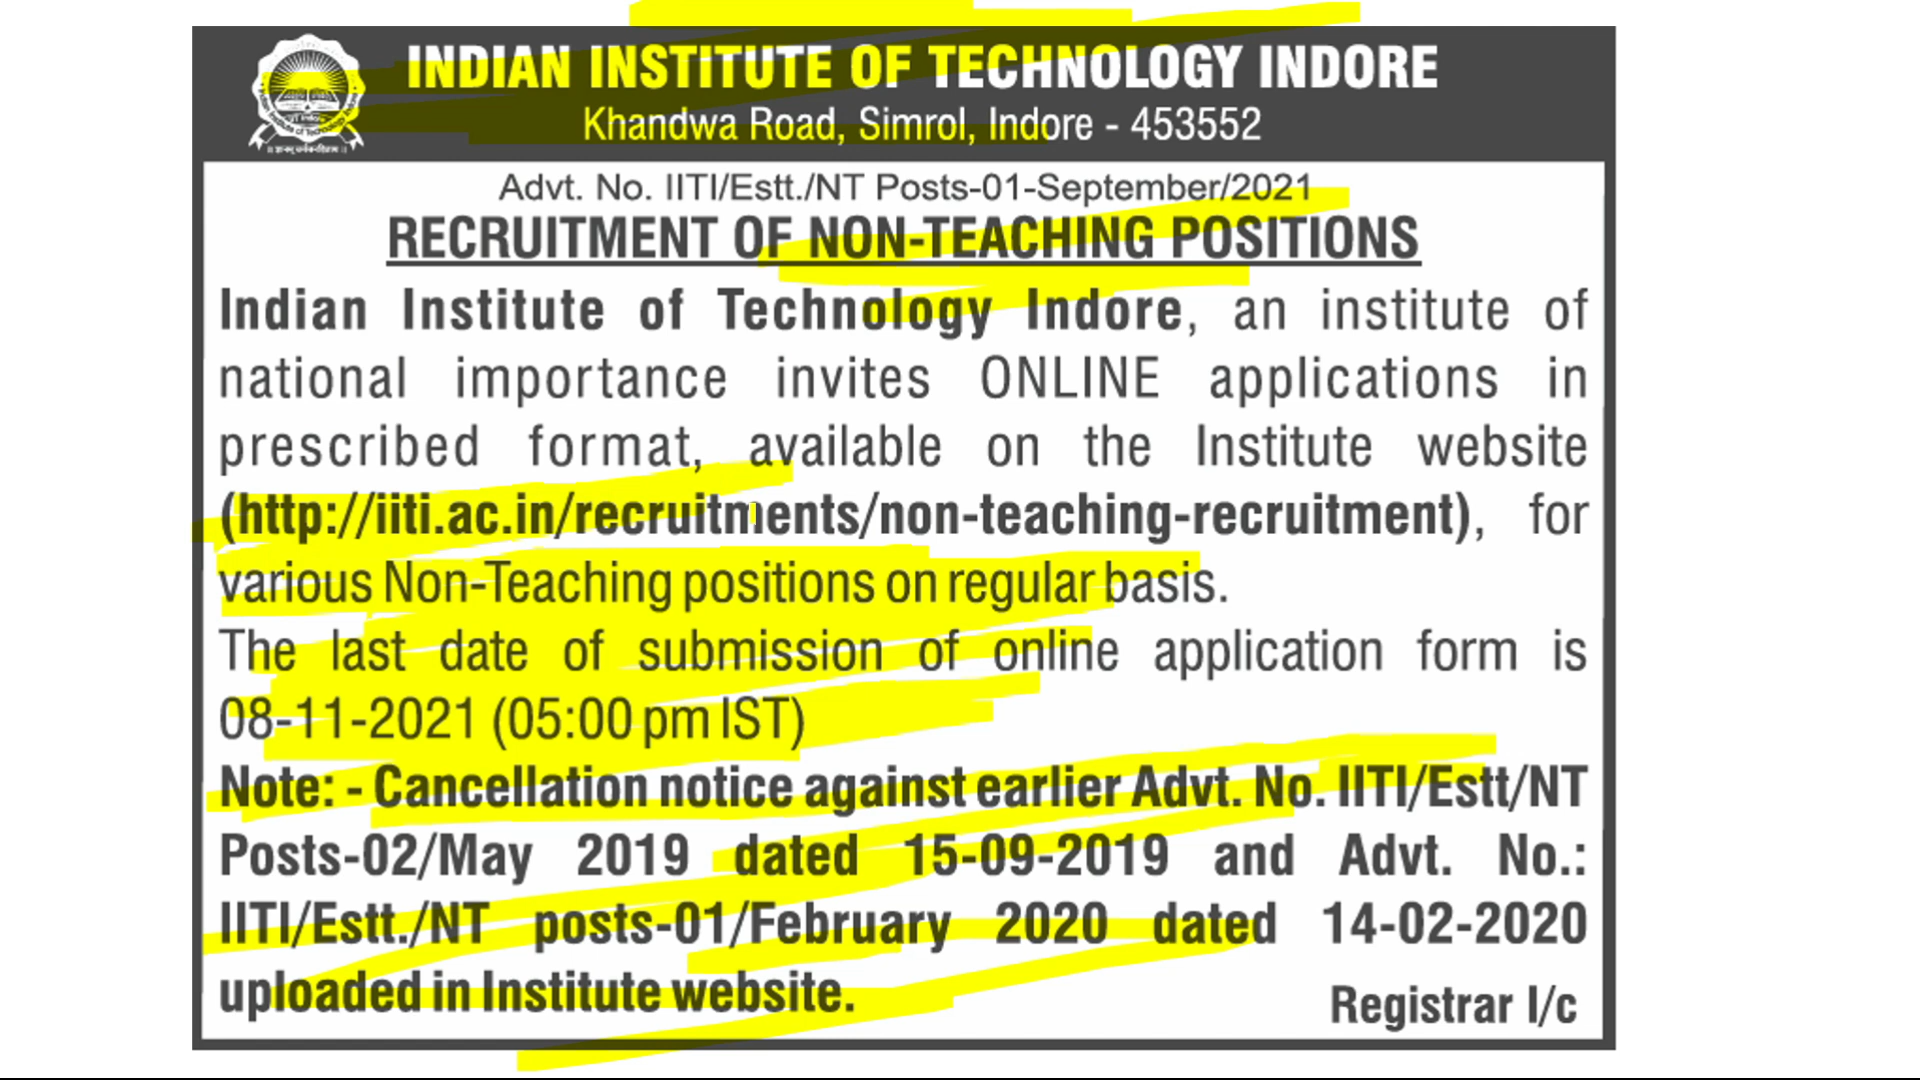 INDIAN INSTITUTE OF TECHNOLOGY INDORE
Khandwa Road, Simrol, Indore - 453552
Advt. No. IITI/Estt./NT Posts-01-September/2021
RECRUITMENT OF NON-TEACHING POSITIONS
Indian Institute of Technology Indore, an institute of
national importance invites ONLINE applications in
prescribed format, available on the Institute website
(http://iiti.ac.in/recruitments/non-teaching-recruitment), for
various Non-Teaching positions on regular basis.
The last date of submission of online application form is
08-11-2021 (05:00 pm IST)
Note: - Cancellation notice against earlier Advt. No. IITI/Estt/NT
Posts-02/May 2019 dated 15-09-2019 and Advt. No.:
IITI/Estt./NT posts-01/February 2020 dated 14-02-2020
uploaded in Institute website.
Registrar I/c